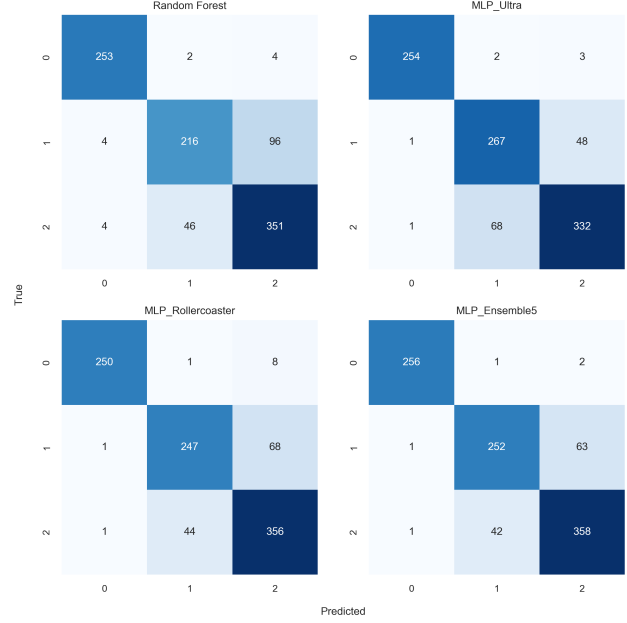 Random Forest
MLP_Ultra
0 253 2 4
0 254 2 3
1 4 216 96
1 1 267 48
2 4 46 351
2 1 68 332
0 1 2
0 1 2
True
MLP_Rollercoaster
MLP_Ensemble5
0 250 1 8
0 256 1 2
1 1 247 68
1 1 252 63
2 1 44 356
2 1 42 358
0 1 2
0 1 2
Predicted